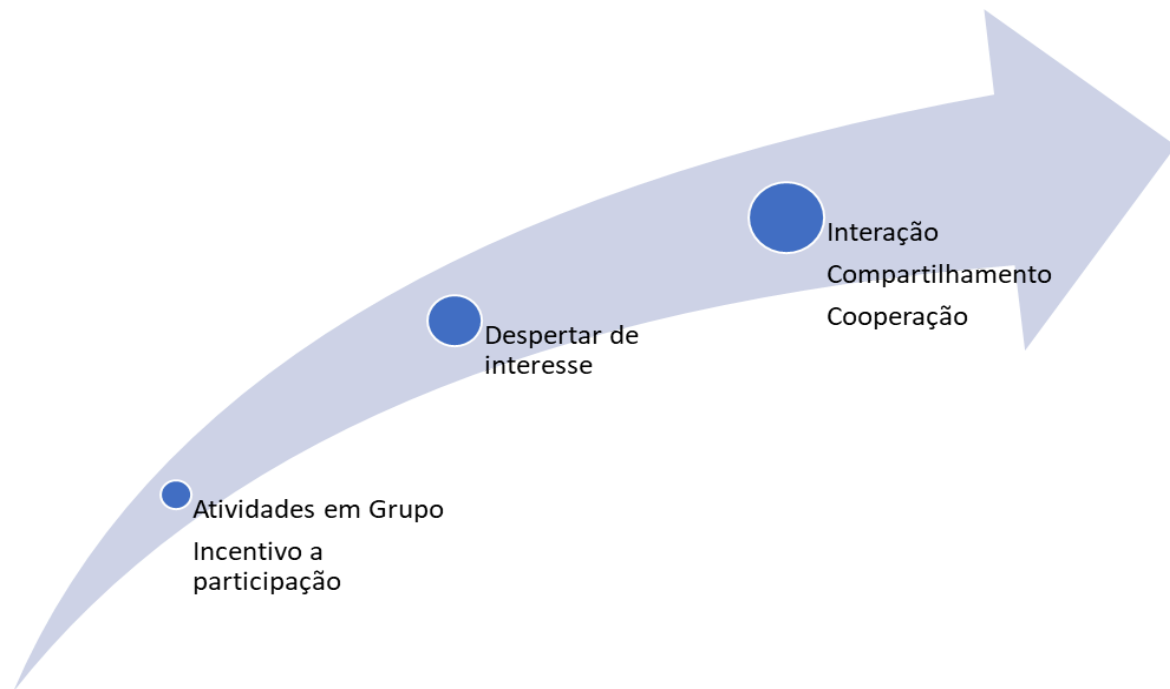 Interação
Compartilhamento
Cooperação
Despertar de
interesse
Atividades em Grupo
Incentivo a
participação